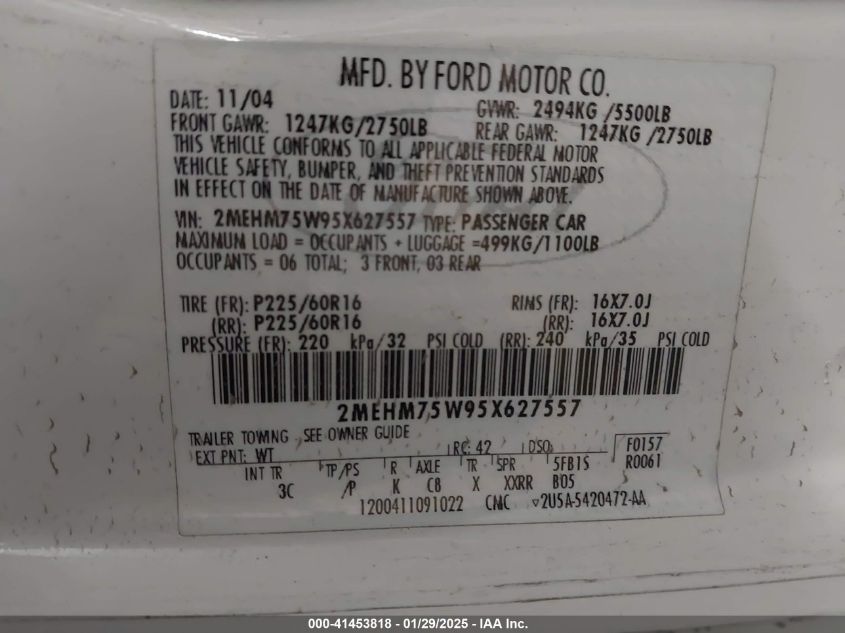 MFD. BY FORD MOTOR CO.
DATE: 11/04 GVWR: 2494KG /5500LB
FRONT GAWR: 1247KG/2750LB REAR GAWR: 1247KG /2750LB
THIS VEHICLE CONFORMS TO ALL APPLICABLE FEDERAL MOTOR
VEHICLE SAFETY, BUMPER, AND THEFT PREVENTION STANDARDS
IN EFFECT ON THE DATE OF MANUFACTURE SHOWN ABOVE.
VIN: 2MEHM75W95X627557 TYPE: PASSENGER CAR
MAXIMUM LOAD = OCCUPANTS + LUGGAGE =499KG/1100LB
OCCUPANTS = 06 TOTAL; 3 FRONT, 03 REAR
TIRE (FR): P225/60R16 RIMS (FR): 16X7.0J
(RR): P225/60R16 (RR): 16X7.0J
PRESSURE (FR): 220 kPa/32 PSI COLD (RR): 240 kPa/35 PSI COLD
2MEHM75W95X627557
TRAILER TOWING - SEE OWNER GUIDE
EXT PNT: WT RC: 42 DSO: F0157
INT TR TP/PS R AXLE TR SPR 5FB1S R0061
3C /P K C8 X XXRR B05
1200411091022 CMC ▿2U5A-5420472-AA
000-41453818 - 01/29/2025 - IAA Inc.